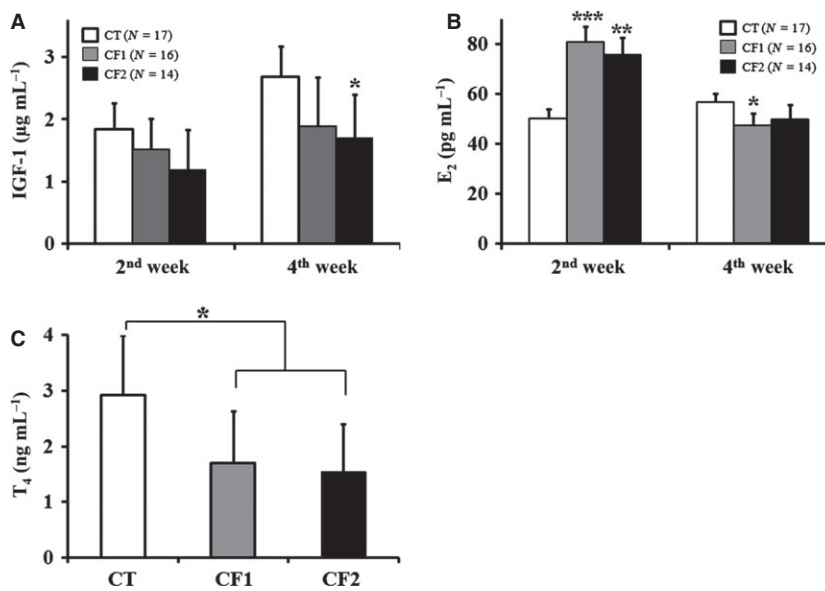 A
CT (N = 17)
CF1 (N = 16)
CF2 (N = 14)
IGF-1 (μg mL⁻¹)
3
2
1
0
*
2nd week
4th week
B
CT (N = 17)
CF1 (N = 16)
CF2 (N = 14)
E₂ (pg mL⁻¹)
80
60
40
20
0
***
**
*
2nd week
4th week
C
*
T₄ (ng mL⁻¹)
4
3
2
1
0
CT
CF1
CF2